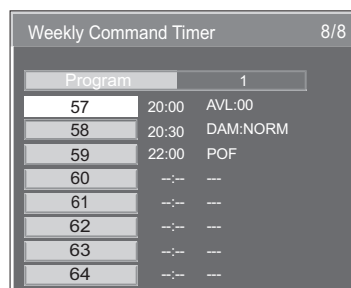 Weekly Command Timer 8/8
Program 1
57 20:00 AVL:00
58 20:30 DAM:NORM
59 22:00 POF
60 --:-- ---
61 --:-- ---
62 --:-- ---
63 --:-- ---
64 --:-- ---